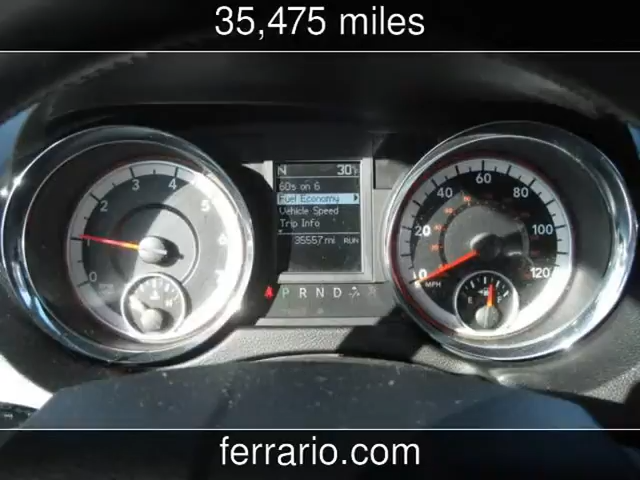 35,475 miles
N 30°F
60s on 6
Fuel Economy
Vehicle Speed
Trip Info
35557 mi RUN
0 1 2 3 4 5 6 7
H
P R N D
0 20 40 60 80 100 120
MPH
E
ferrario.com